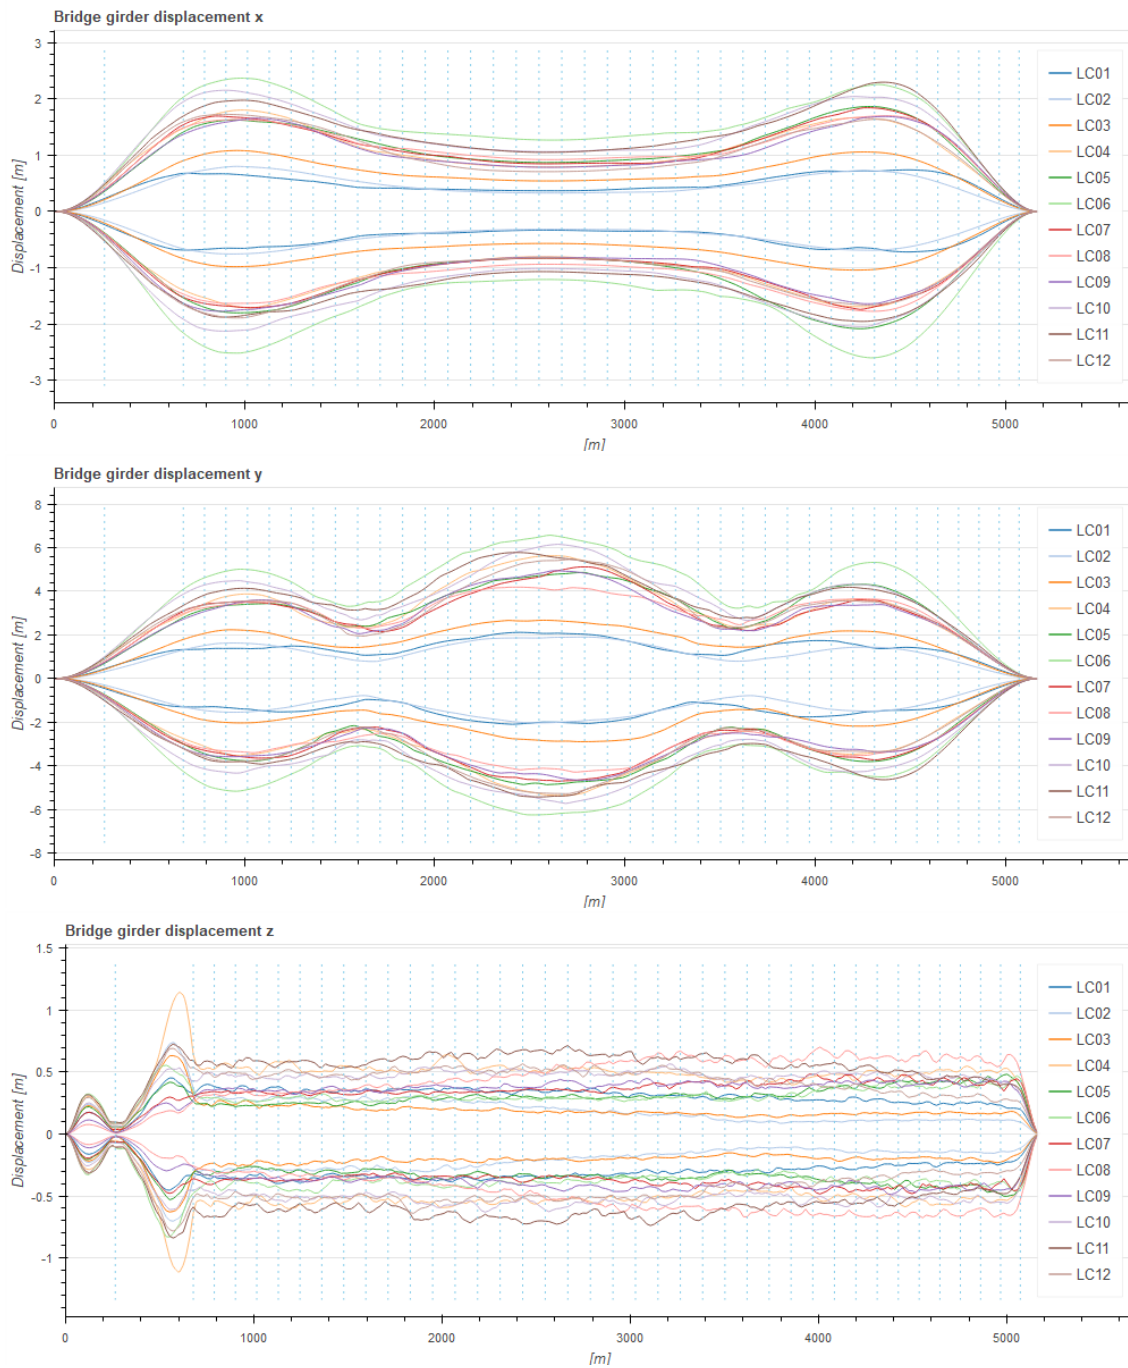 Bridge girder displacement x
3
2
1
0
-1
-2
-3
Displacement [m]
0 1000 2000 3000 4000 5000
[m]
LC01
LC02
LC03
LC04
LC05
LC06
LC07
LC08
LC09
LC10
LC11
LC12
Bridge girder displacement y
8
6
4
2
0
-2
-4
-6
-8
Displacement [m]
0 1000 2000 3000 4000 5000
[m]
LC01
LC02
LC03
LC04
LC05
LC06
LC07
LC08
LC09
LC10
LC11
LC12
Bridge girder displacement z
1.5
1
0.5
0
-0.5
-1
Displacement [m]
0 1000 2000 3000 4000 5000
[m]
LC01
LC02
LC03
LC04
LC05
LC06
LC07
LC08
LC09
LC10
LC11
LC12